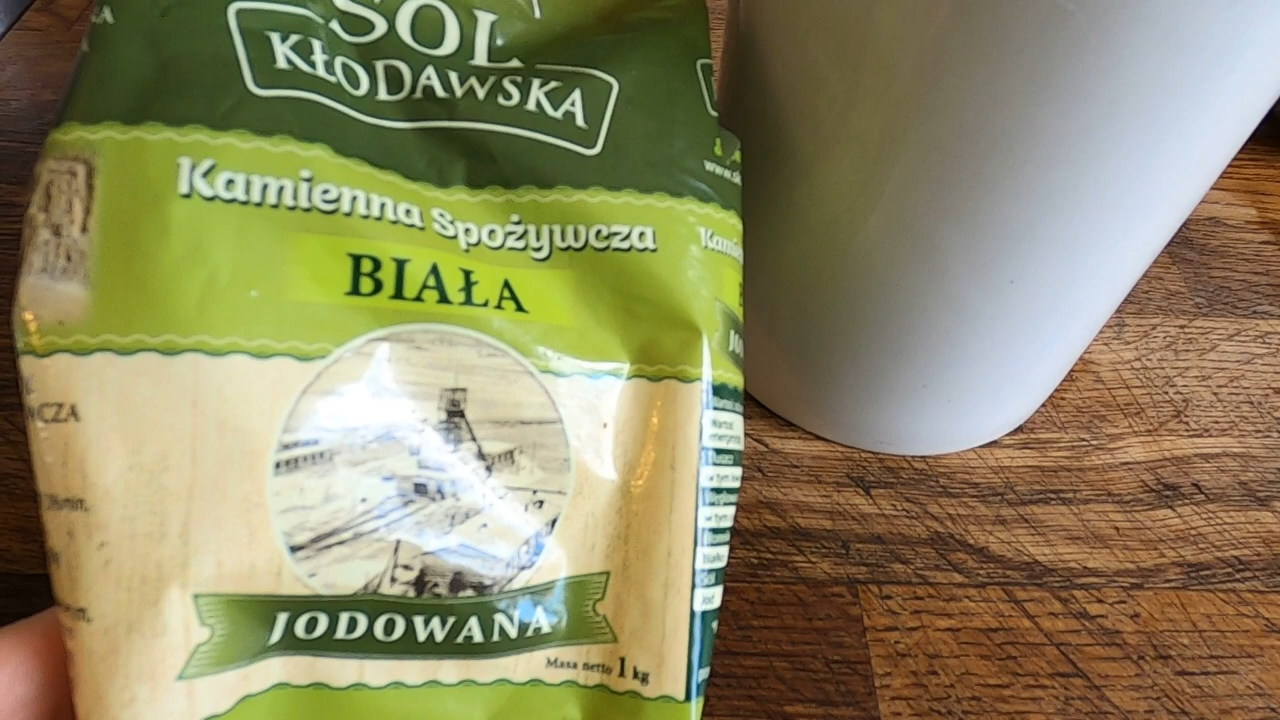 SÓL
KŁODAWSKA
Kamienna Spożywcza
BIAŁA
JODOWANA
Masa netto 1 kg